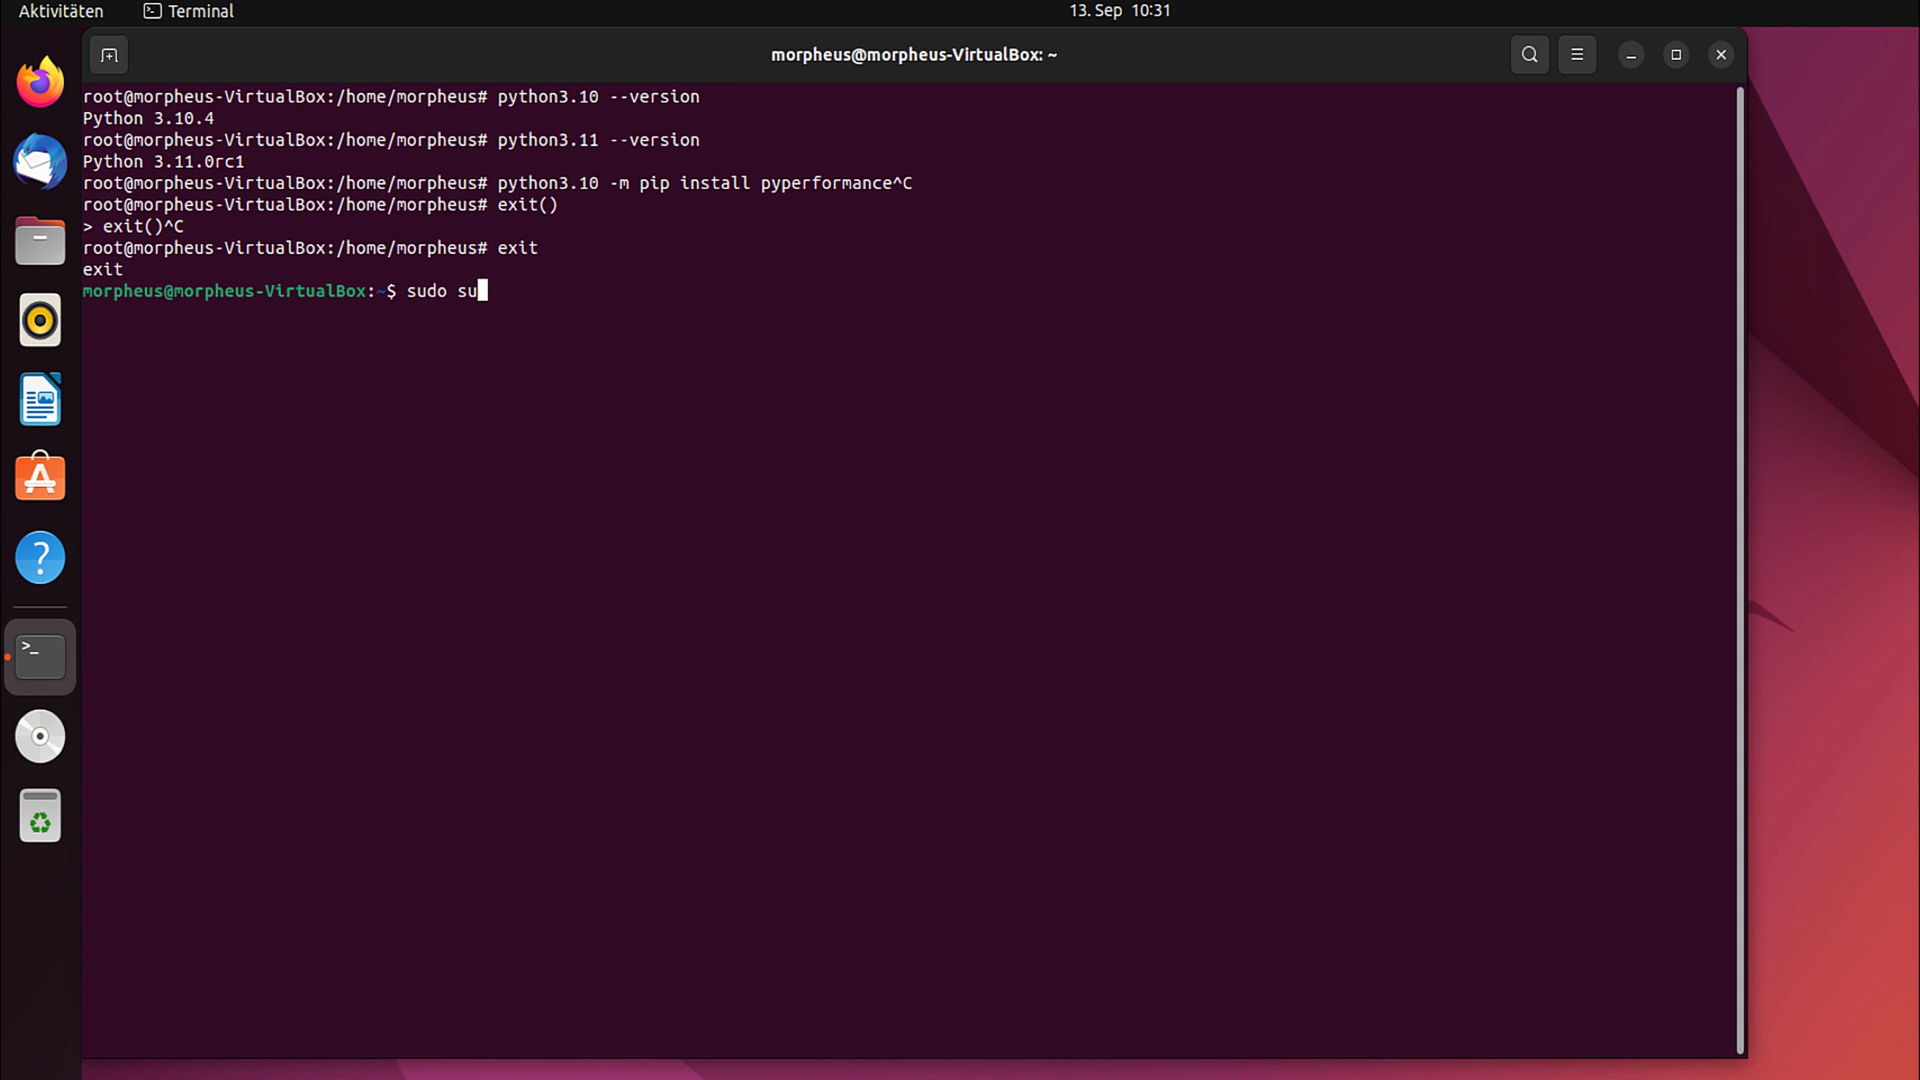 Aktivitäten Terminal 13. Sep 10:31
morpheus@morpheus-VirtualBox: ~
root@morpheus-VirtualBox:/home/morpheus# python3.10 --version
Python 3.10.4
root@morpheus-VirtualBox:/home/morpheus# python3.11 --version
Python 3.11.0rc1
root@morpheus-VirtualBox:/home/morpheus# python3.10 -m pip install pyperformance^C
root@morpheus-VirtualBox:/home/morpheus# exit()
> exit()^C
root@morpheus-VirtualBox:/home/morpheus# exit
exit
morpheus@morpheus-VirtualBox:~$ sudo su